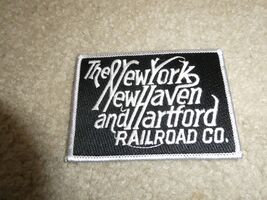 The New York
New Haven
and Hartford
RAILROAD CO.